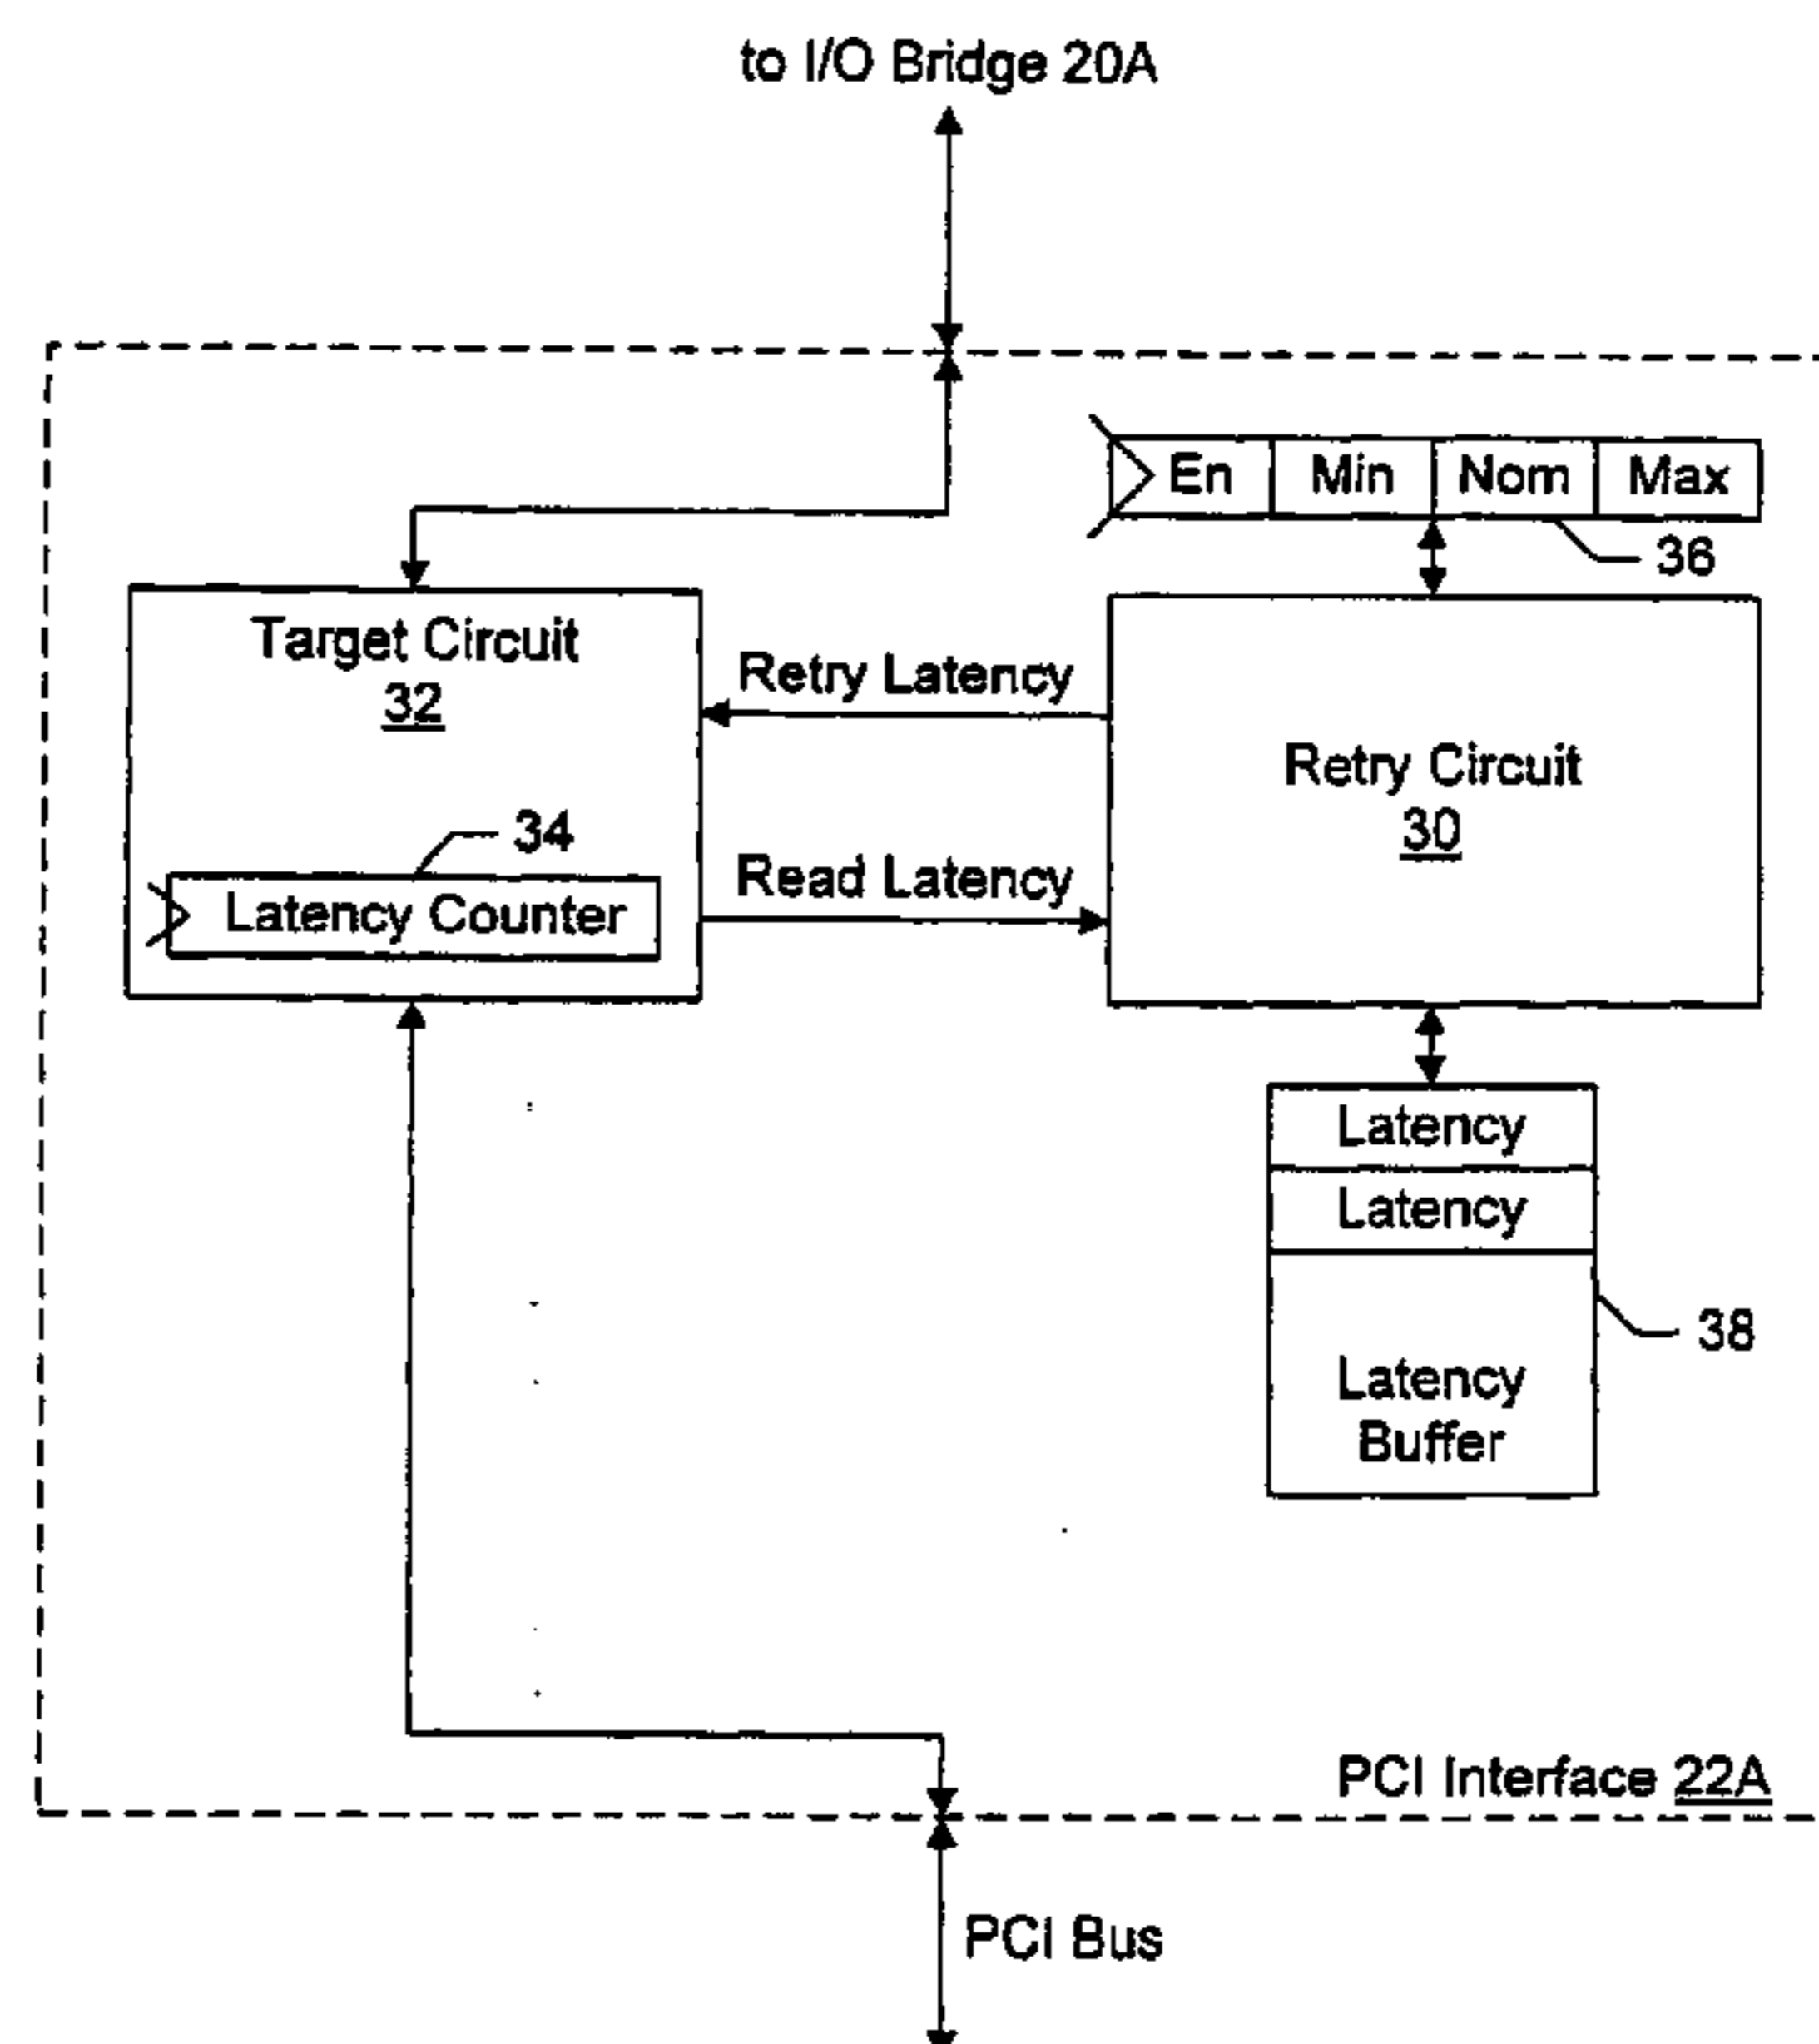 to I/O Bridge 20A
En Min Nom Max
36
Target Circuit
32
Retry Latency
Retry Circuit
30
34
Latency Counter
Read Latency
Latency
Latency
38
Latency
Buffer
PCI Interface 22A
PCI Bus